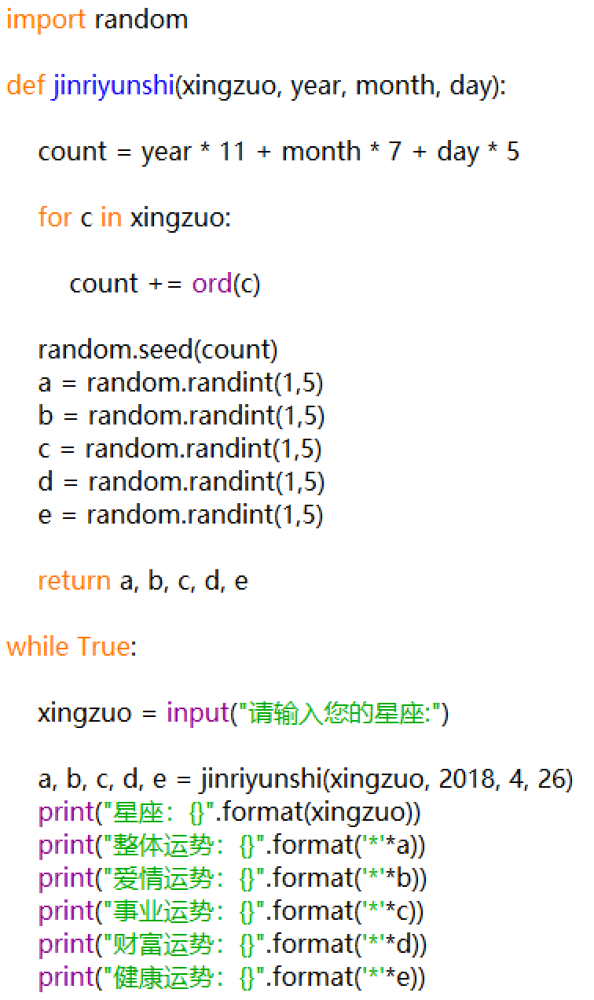 import random
def jinriyunshi(xingzuo, year, month, day):
    count = year * 11 + month * 7 + day * 5
    for c in xingzuo:
        count += ord(c)
    random.seed(count)
    a = random.randint(1,5)
    b = random.randint(1,5)
    c = random.randint(1,5)
    d = random.randint(1,5)
    e = random.randint(1,5)
    return a, b, c, d, e
while True:
    xingzuo = input("请输入您的星座:")
    a, b, c, d, e = jinriyunshi(xingzuo, 2018, 4, 26)
    print("星座：{}".format(xingzuo))
    print("整体运势：{}".format('*'*a))
    print("爱情运势：{}".format('*'*b))
    print("事业运势：{}".format('*'*c))
    print("财富运势：{}".format('*'*d))
    print("健康运势：{}".format('*'*e))